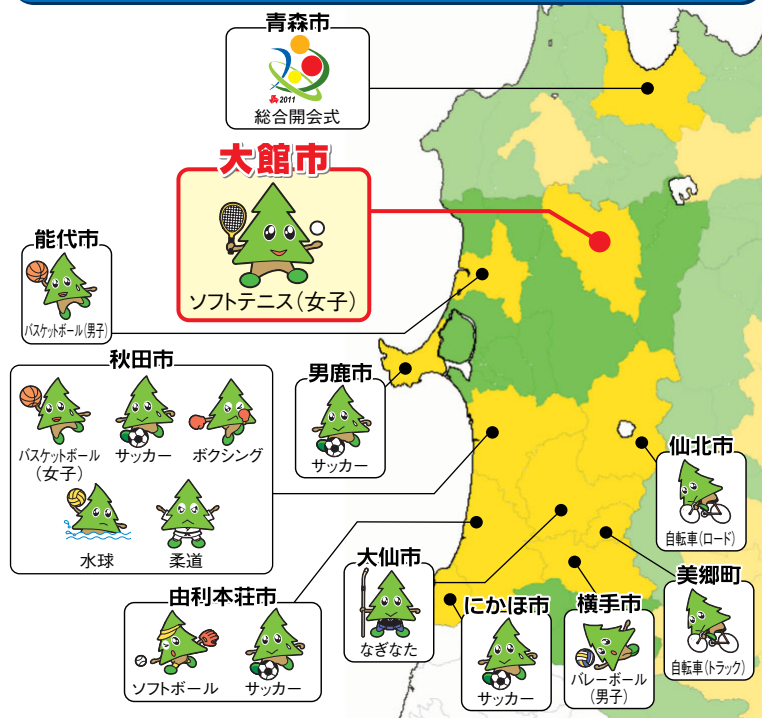 青森市
2011
総合開会式
大館市
ソフトテニス(女子)
能代市
バスケットボール(男子)
秋田市
バスケットボール
(女子)
サッカー
ボクシング
水球
柔道
男鹿市
サッカー
仙北市
自転車(ロード)
大仙市
なぎなた
美郷町
自転車(トラック)
由利本荘市
ソフトボール
サッカー
にかほ市
サッカー
横手市
バレーボール
(男子)